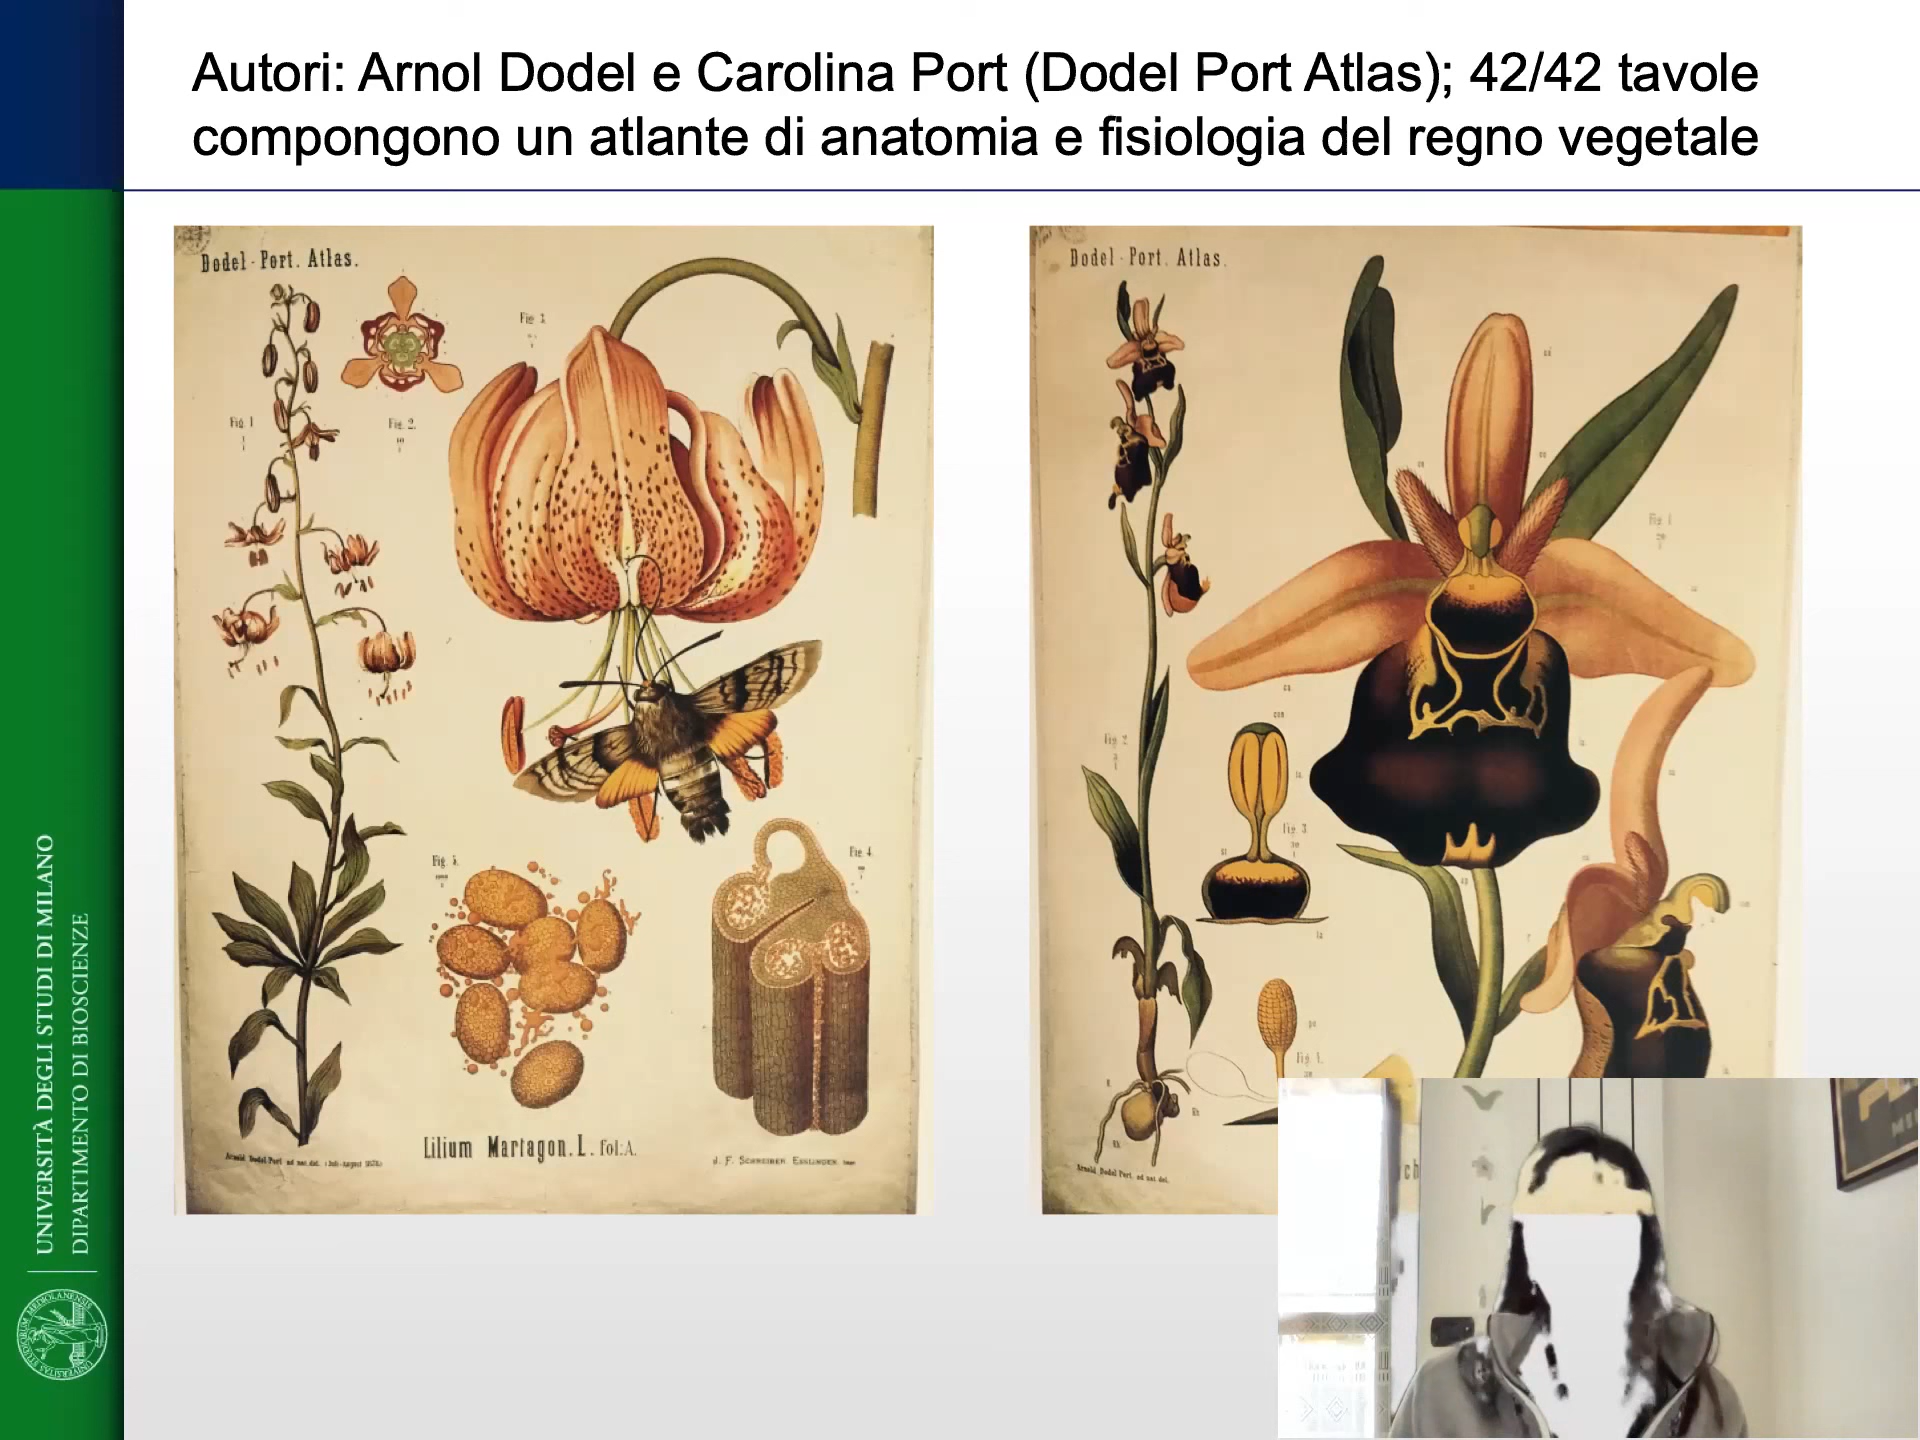 Autori: Arnol Dodel e Carolina Port (Dodel Port Atlas); 42/42 tavole
compongono un atlante di anatomia e fisiologia del regno vegetale
UNIVERSITÀ DEGLI STUDI DI MILANO
DIPARTIMENTO DI BIOSCIENZE
Dodel-Port. Atlas.
Fig. 1
Fig. 2.
Fig 3.
Fig. 4.
Fig. 5.
Lilium Martagon. L. fol:A.
J. F. SCHREIBER ESSLINGEN
Dodel-Port. Atlas.
Fig. 1
Fig. 2
Fig. 3
Arnold Dodel Port. ad nat. del.